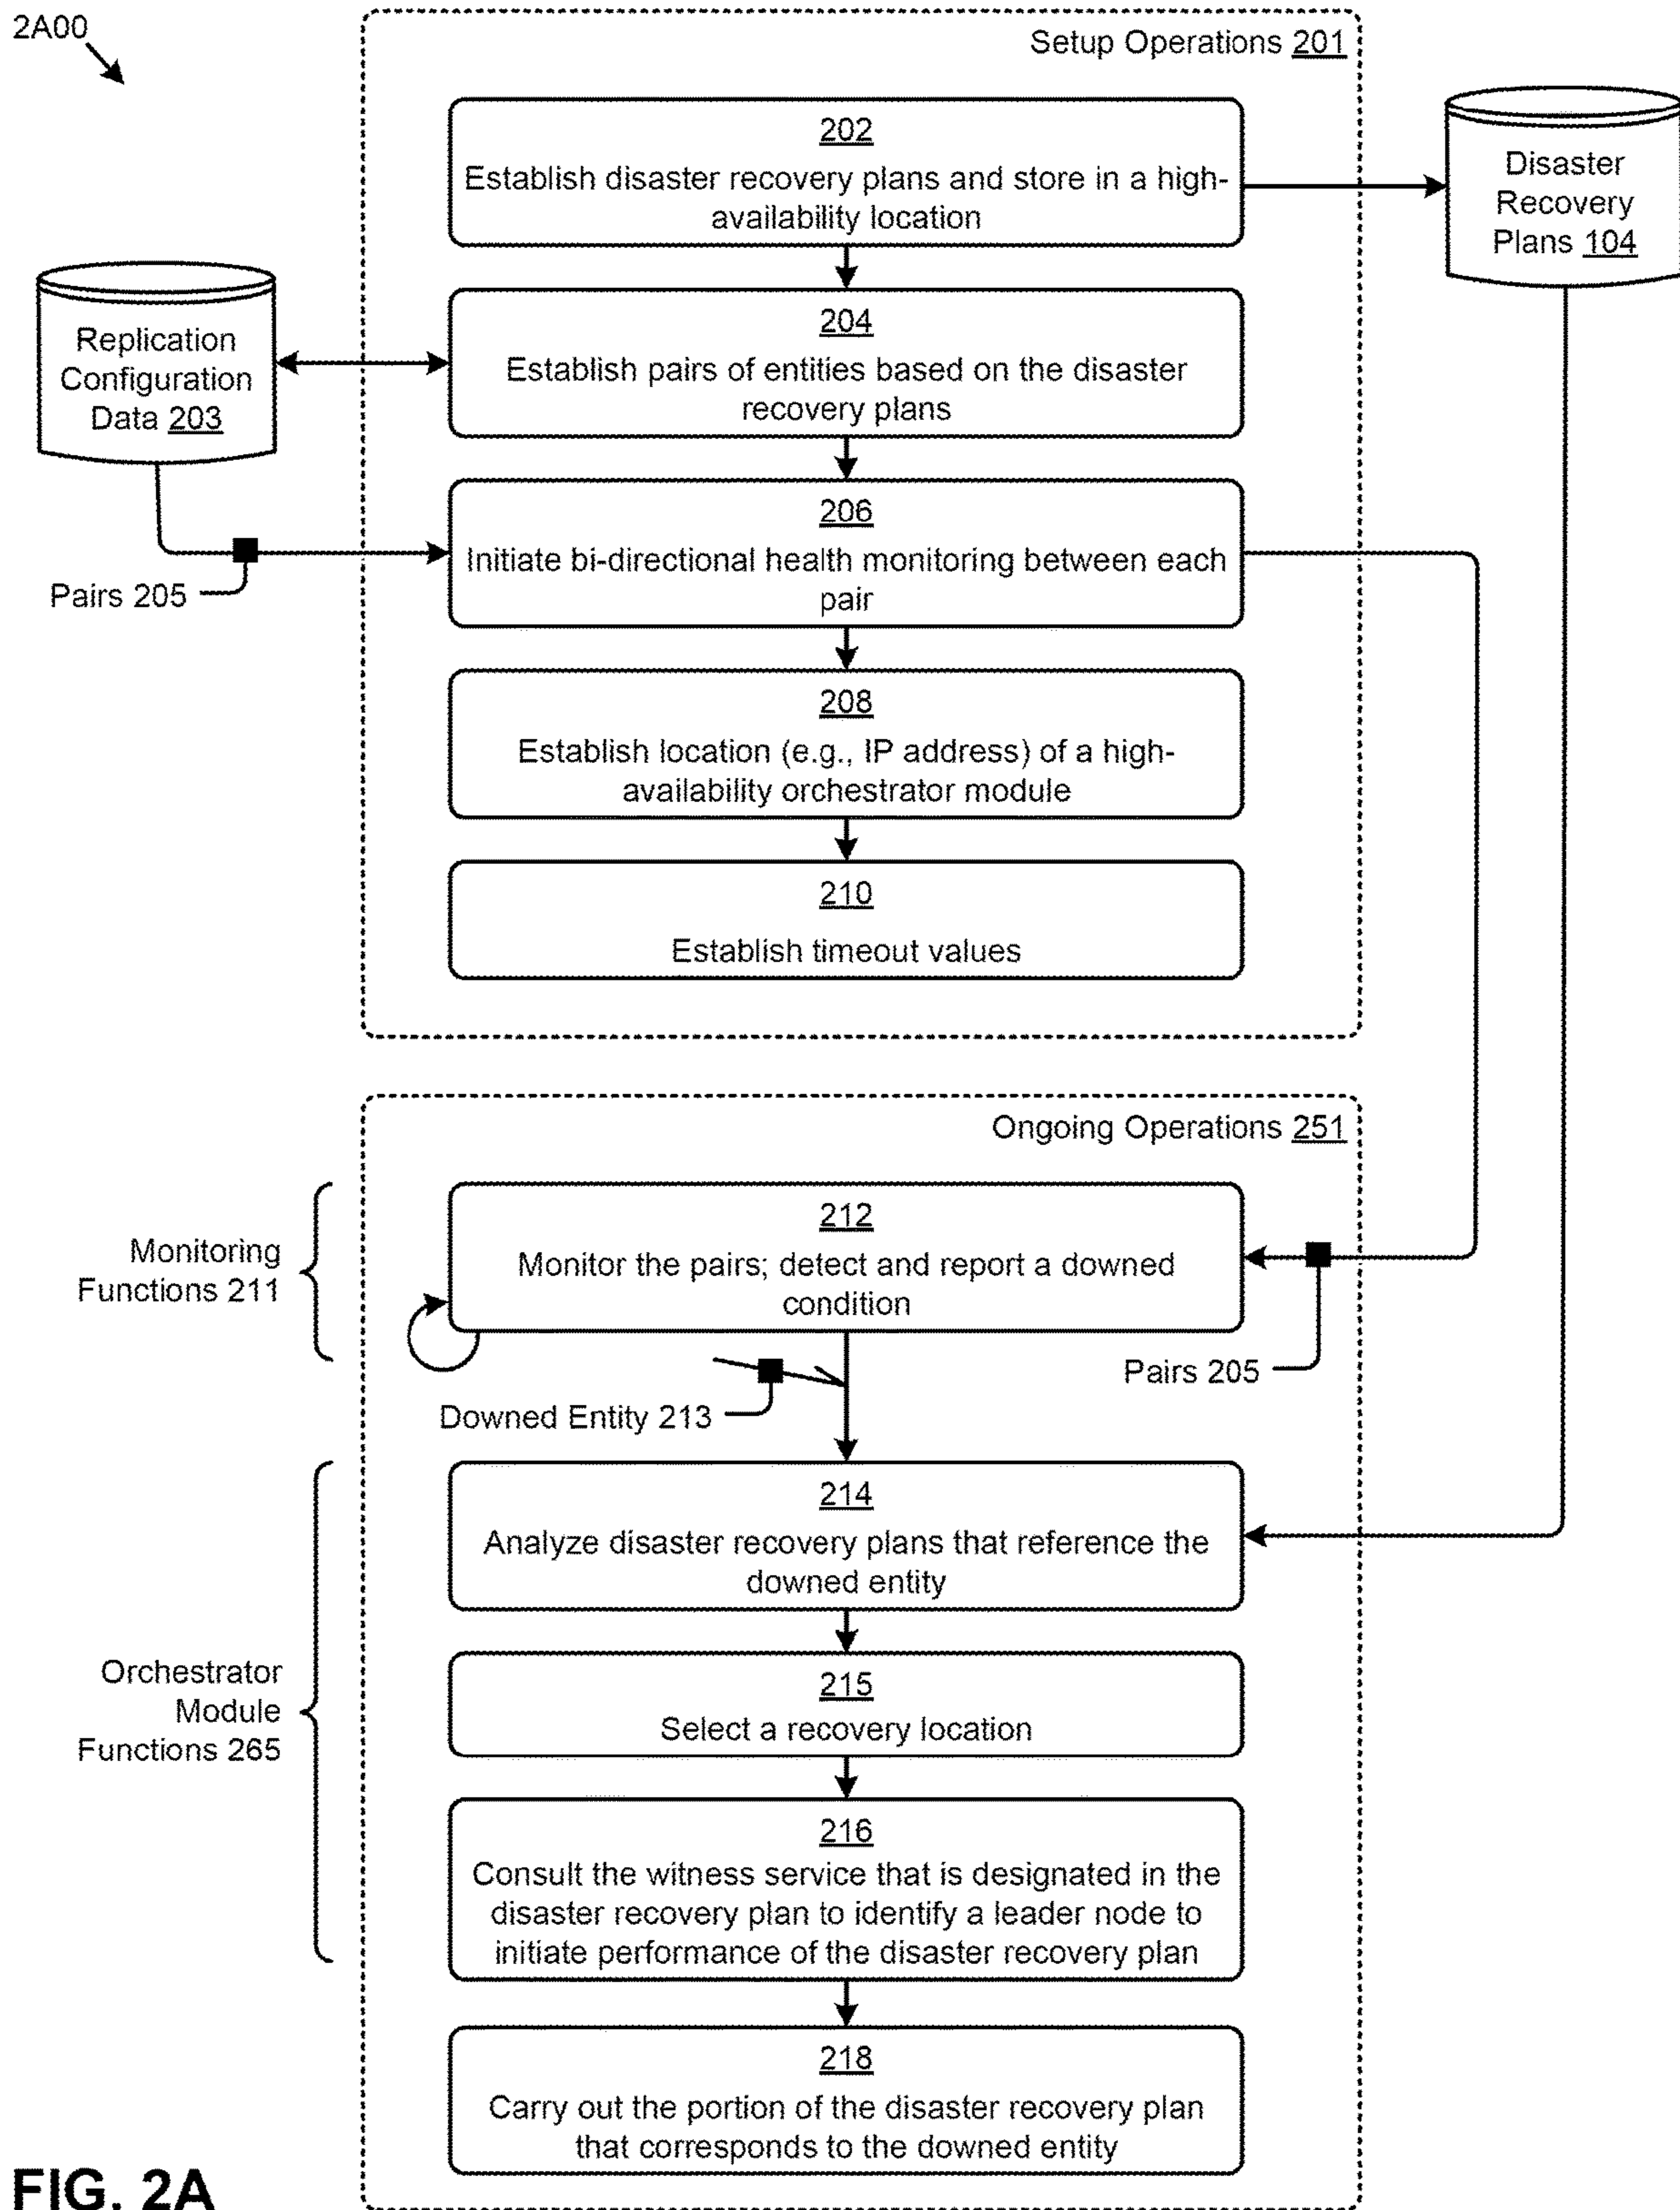 2A00
Setup Operations 201
202
Establish disaster recovery plans and store in a high-
availability location
Disaster
Recovery
Plans 104
204
Establish pairs of entities based on the disaster
recovery plans
Replication
Configuration
Data 203
206
Initiate bi-directional health monitoring between each
pair
Pairs 205
208
Establish location (e.g., IP address) of a high-
availability orchestrator module
210
Establish timeout values
Ongoing Operations 251
212
Monitor the pairs; detect and report a downed
condition
Monitoring
Functions 211
Pairs 205
Downed Entity 213
214
Analyze disaster recovery plans that reference the
downed entity
215
Select a recovery location
Orchestrator
Module
Functions 265
216
Consult the witness service that is designated in the
disaster recovery plan to identify a leader node to
initiate performance of the disaster recovery plan
218
Carry out the portion of the disaster recovery plan
that corresponds to the downed entity
FIG. 2A